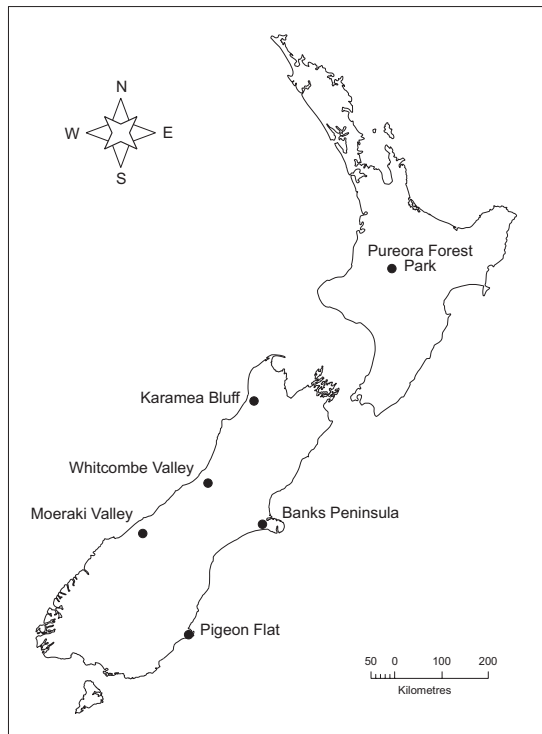 N
W E
S
Pureora Forest
Park
Karamea Bluff
Whitcombe Valley
Moeraki Valley
Banks Peninsula
Pigeon Flat
50 0 100 200
Kilometres